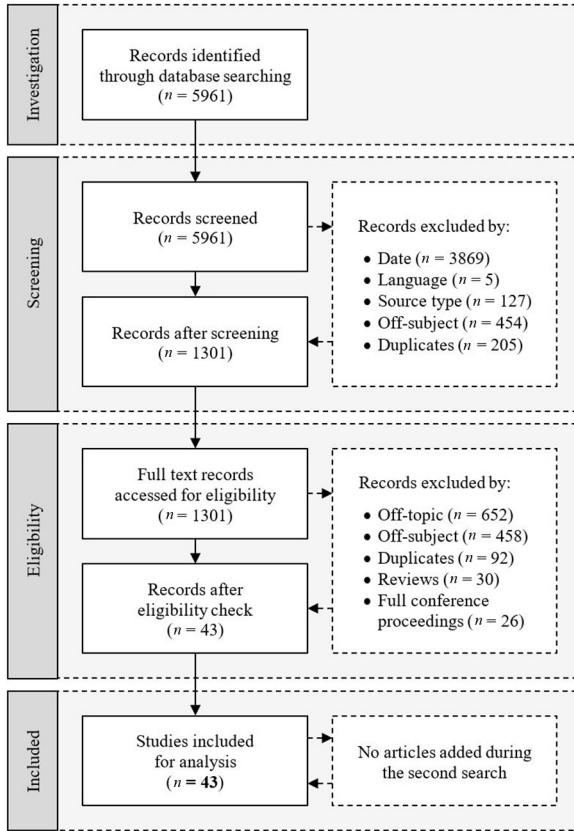 Investigation
Records identified
through database searching
(n = 5961)
Screening
Records screened
(n = 5961)
Records excluded by:
• Date (n = 3869)
• Language (n = 5)
• Source type (n = 127)
• Off-subject (n = 454)
• Duplicates (n = 205)
Records after screening
(n = 1301)
Eligibility
Full text records
accessed for eligibility
(n = 1301)
Records excluded by:
• Off-topic (n = 652)
• Off-subject (n = 458)
• Duplicates (n = 92)
• Reviews (n = 30)
• Full conference
proceedings (n = 26)
Records after
eligibility check
(n = 43)
Included
Studies included
for analysis
(n = 43)
No articles added during
the second search